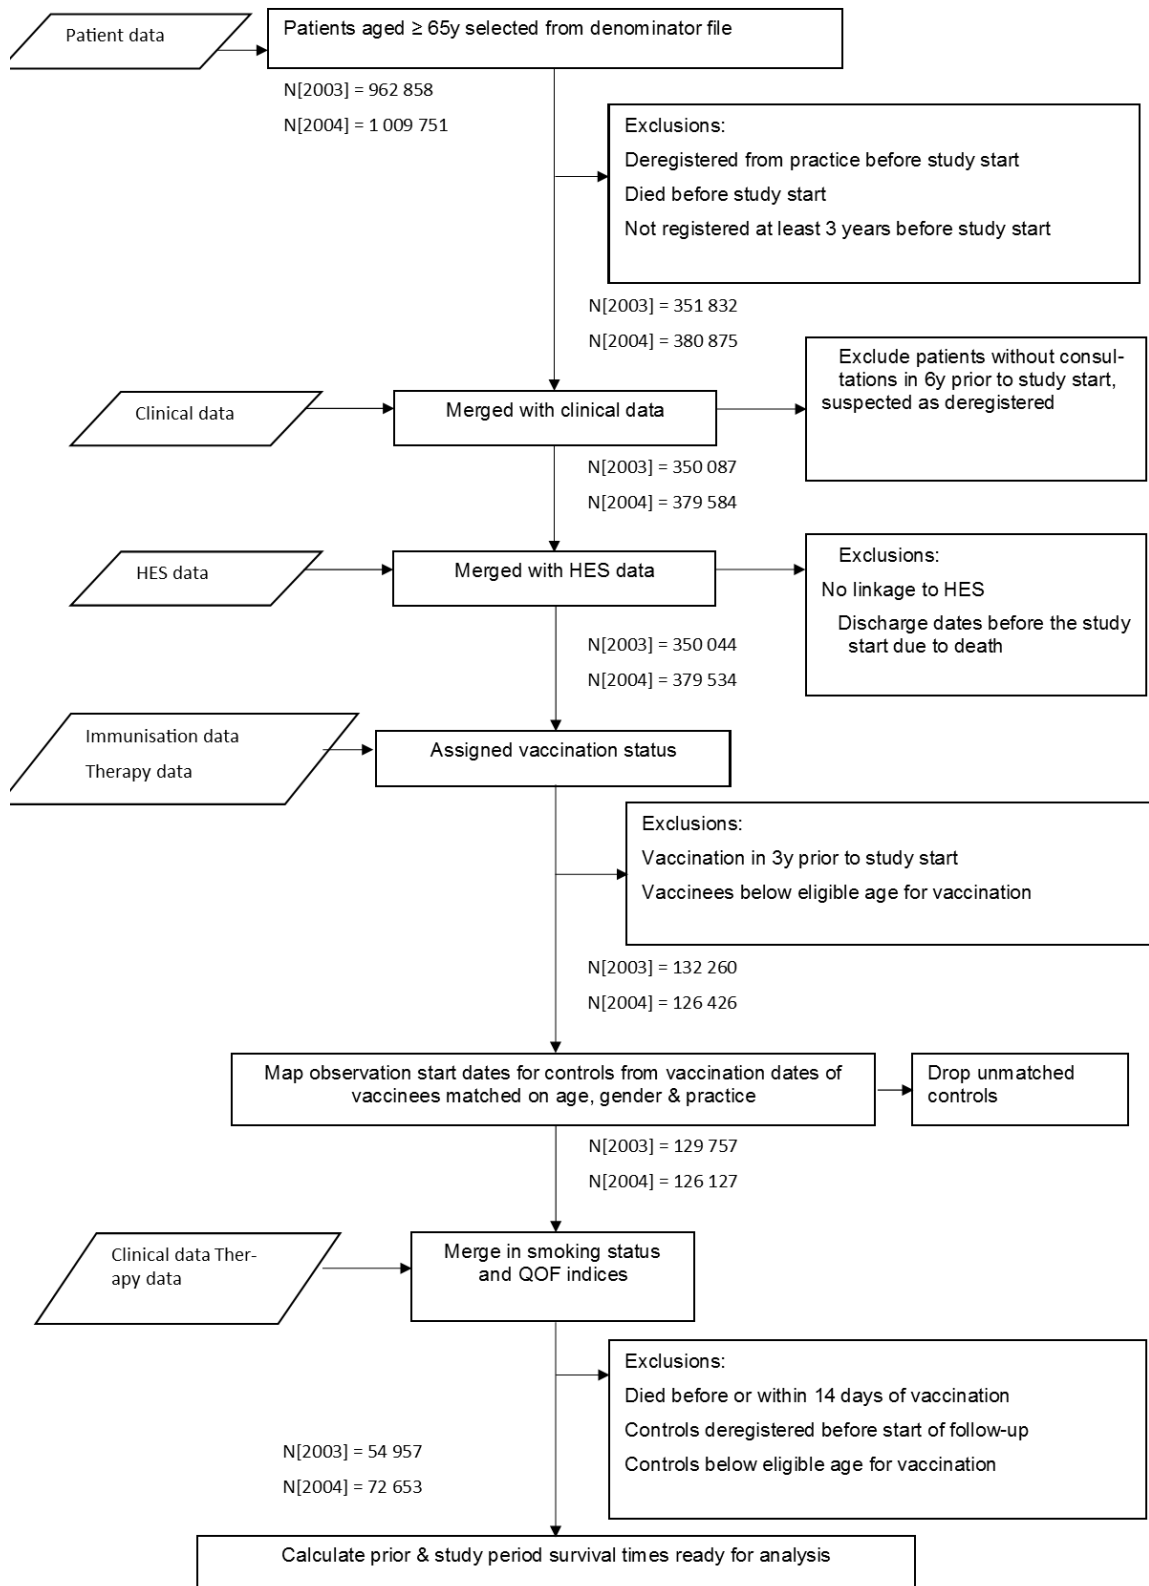 Patient data
Patients aged ≥ 65y selected from denominator file
N[2003] = 962 858
N[2004] = 1 009 751
Exclusions:
Deregistered from practice before study start
Died before study start
Not registered at least 3 years before study start
N[2003] = 351 832
N[2004] = 380 875
Clinical data
Merged with clinical data
Exclude patients without consul-
tations in 6y prior to study start,
suspected as deregistered
N[2003] = 350 087
N[2004] = 379 584
HES data
Merged with HES data
Exclusions:
No linkage to HES
Discharge dates before the study
start due to death
N[2003] = 350 044
N[2004] = 379 534
Immunisation data
Therapy data
Assigned vaccination status
Exclusions:
Vaccination in 3y prior to study start
Vaccinees below eligible age for vaccination
N[2003] = 132 260
N[2004] = 126 426
Map observation start dates for controls from vaccination dates of
vaccinees matched on age, gender & practice
Drop unmatched
controls
N[2003] = 129 757
N[2004] = 126 127
Clinical data Ther-
apy data
Merge in smoking status
and QOF indices
Exclusions:
Died before or within 14 days of vaccination
Controls deregistered before start of follow-up
Controls below eligible age for vaccination
N[2003] = 54 957
N[2004] = 72 653
Calculate prior & study period survival times ready for analysis